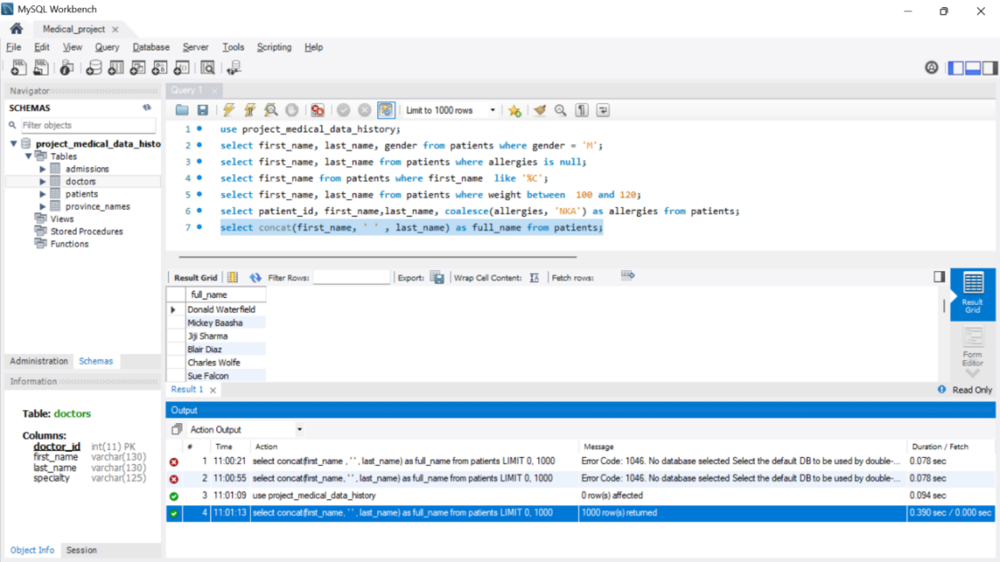 MySQL Workbench
Medical_project
File Edit View Query Database Server Tools Scripting Help
Navigator
Query 1
SCHEMAS
Limit to 1000 rows
Filter objects
project_medical_data_histo
Tables
admissions
doctors
patients
province_names
Views
Stored Procedures
Functions
1 use project_medical_data_history;
2 select first_name, last_name, gender from patients where gender = 'M';
3 select first_name, last_name from patients where allergies is null;
4 select first_name from patients where first_name like '%C';
5 select first_name, last_name from patients where weight between 100 and 120;
6 select patient_id, first_name,last_name, coalesce(allergies, 'NKA') as allergies from patients;
7 select concat(first_name, ' ' , last_name) as full_name from patients;
Result Grid Filter Rows: Export: Wrap Cell Content: Fetch rows:
full_name
Donald Waterfield
Mickey Baasha
Jiji Sharma
Blair Diaz
Charles Wolfe
Sue Falcon
Result Grid
Form Editor
Administration Schemas
Information
Result 1
Read Only
Table: doctors
Columns:
doctor_id int(11) PK
first_name varchar(130)
last_name varchar(130)
specialty varchar(125)
Output
Action Output
# Time Action Message Duration / Fetch
1 11:00:21 select concat(first_name , ' ' , last_name) as full_name from patients LIMIT 0, 1000 Error Code: 1046. No database selected Select the default DB to be used by double-... 0.078 sec
2 11:00:55 select concat(first_name, ' ' , last_name) as full_name from patients LIMIT 0, 1000 Error Code: 1046. No database selected Select the default DB to be used by double-... 0.078 sec
3 11:01:09 use project_medical_data_history 0 row(s) affected 0.094 sec
4 11:01:13 select concat(first_name, ' ' , last_name) as full_name from patients LIMIT 0, 1000 1000 row(s) returned 0.390 sec / 0.000 sec
Object Info Session